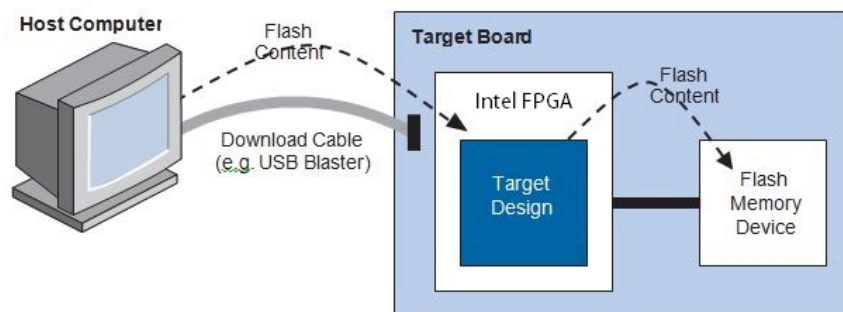 Host Computer
Flash
Content
Download Cable
(e.g. USB Blaster)
Target Board
Intel FPGA
Target
Design
Flash
Content
Flash
Memory
Device